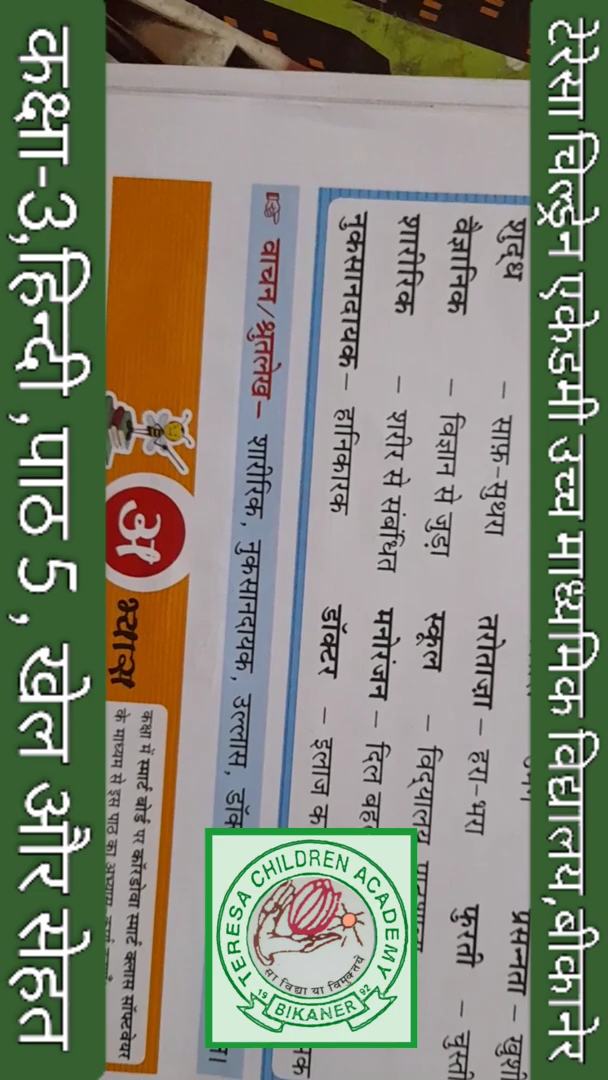 टेरेसा चिल्ड्रेन एकेडमी उच्च माध्यमिक विद्यालय,बीकानेर
प्रसन्नता – खुशी
शुद्ध – साफ़-सुथरा तरोताज़ा – हरा-भरा फुरती – चुस्ती
वैज्ञानिक – विज्ञान से जुड़ा स्कूल – विद्यालय
शारीरिक – शरीर से संबंधित मनोरंजन – दिल
नुकसानदायक – हानिकारक डॉक्टर – इलाज
वाचन/श्रुतलेख – शारीरिक, नुकसानदायक, उल्लास,
अभ्यास
कक्षा में स्मार्ट बोर्ड पर कॉरडोवा स्मार्ट क्लास सॉफ़्टवेयर
के माध्यम से इस पाठ का
TERESA CHILDREN ACADEMY
सा विद्या या विमुक्तये
19 BIKANER 92
कक्षा-3,हिन्दी ,पाठ 5 , खेल और सेहत